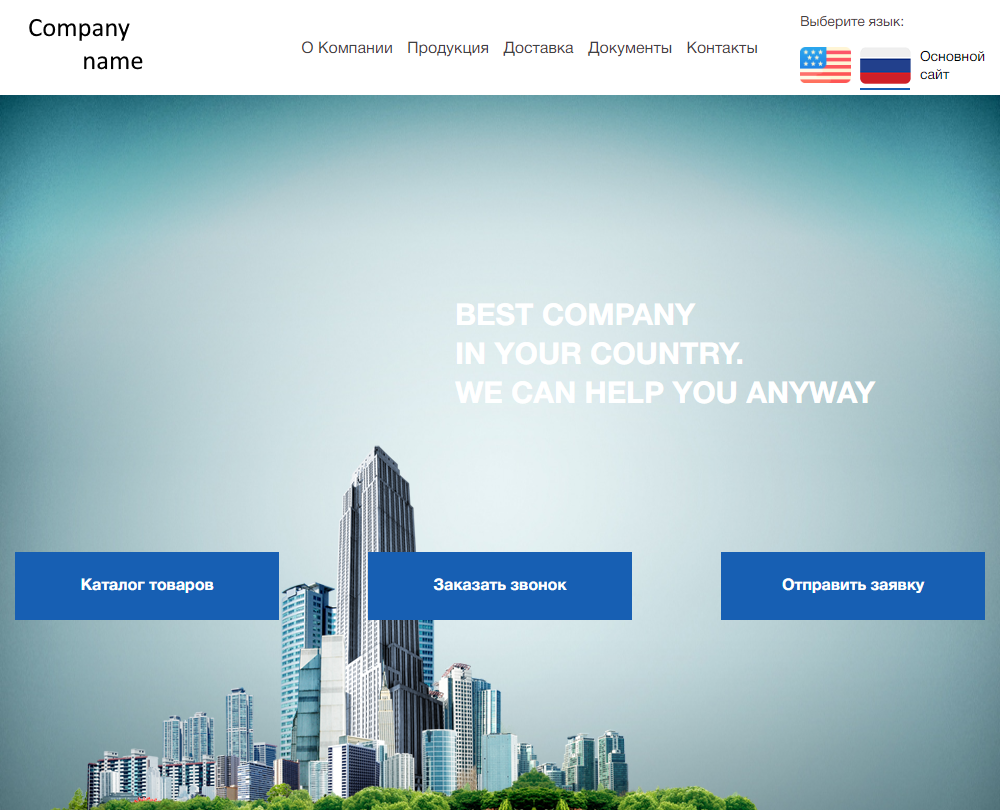 Company
name
О Компании Продукция Доставка Документы Контакты
Выберите язык:
Основной
сайт
BEST COMPANY
IN YOUR COUNTRY.
WE CAN HELP YOU ANYWAY
Каталог товаров
Заказать звонок
Отправить заявку